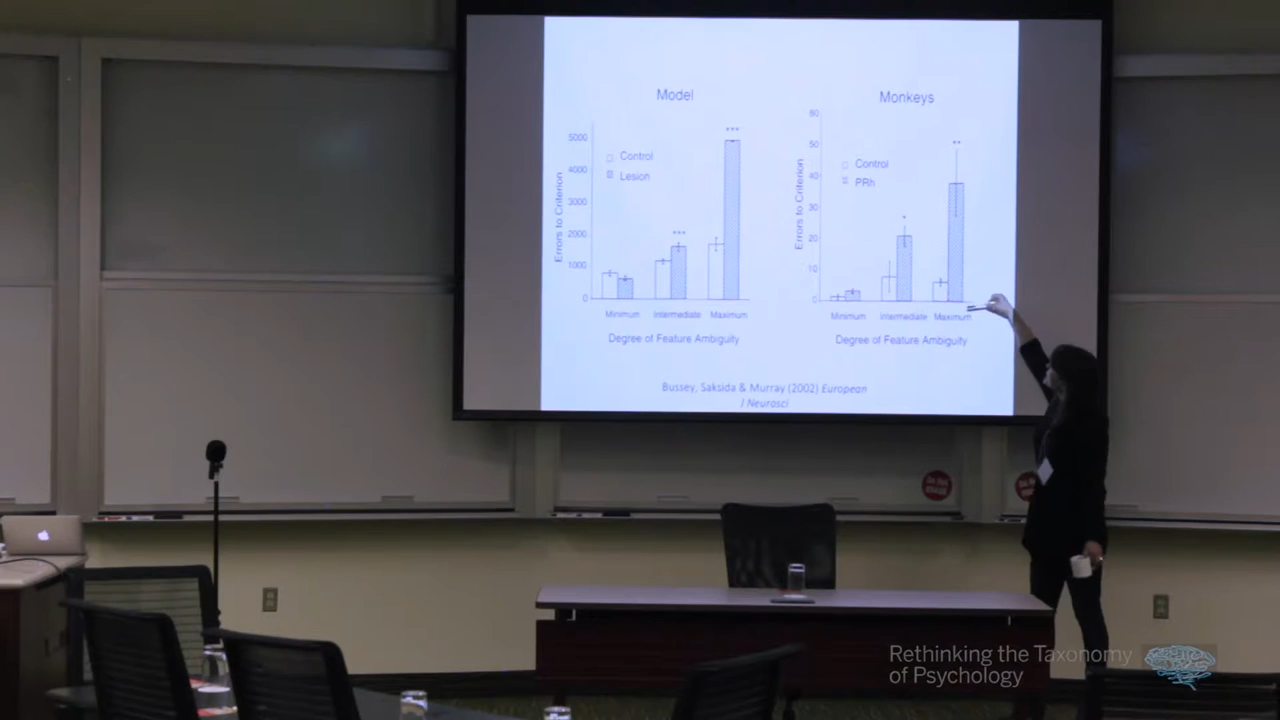 Model
5000
4000
3000
2000
1000
0
Errors to Criterion
Control
Lesion
***
***
Minimum Intermediate Maximum
Degree of Feature Ambiguity
Monkeys
60
50
40
30
20
10
0
Errors to Criterion
Control
PRh
*
**
Minimum Intermediate Maximum
Degree of Feature Ambiguity
Bussey, Saksida & Murray (2002) European
J Neurosci
Do Not
Rethinking the Taxonomy
of Psychology